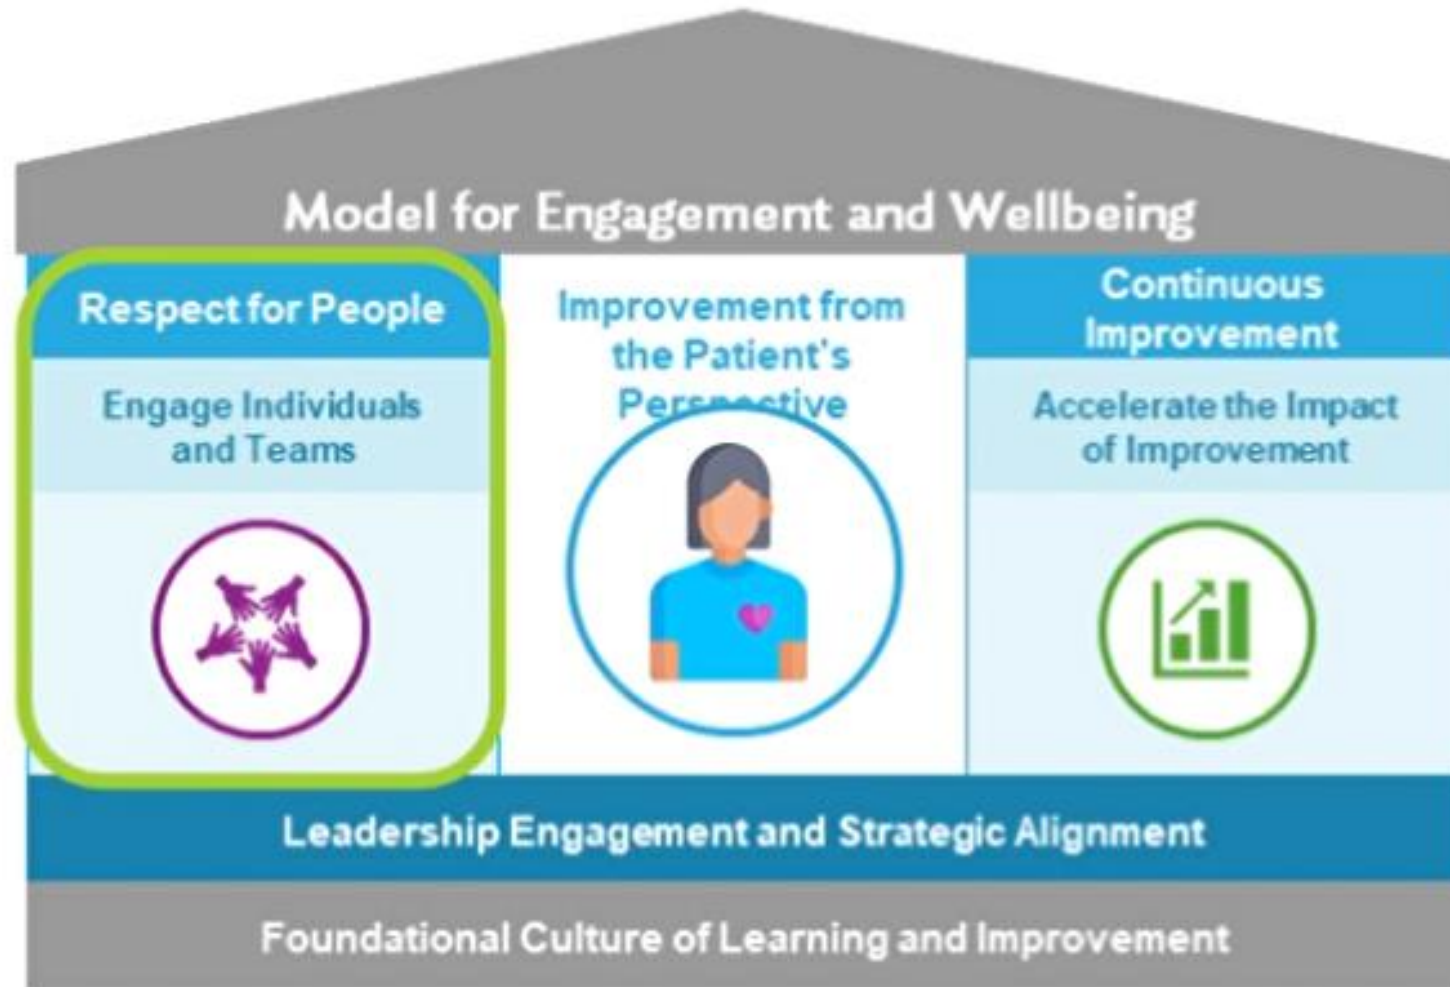 Model for Engagement and Wellbeing
Respect for People
Engage Individuals
and Teams
Improvement from
the Patient's
Perspective
Continuous
Improvement
Accelerate the Impact
of Improvement
Leadership Engagement and Strategic Alignment
Foundational Culture of Learning and Improvement